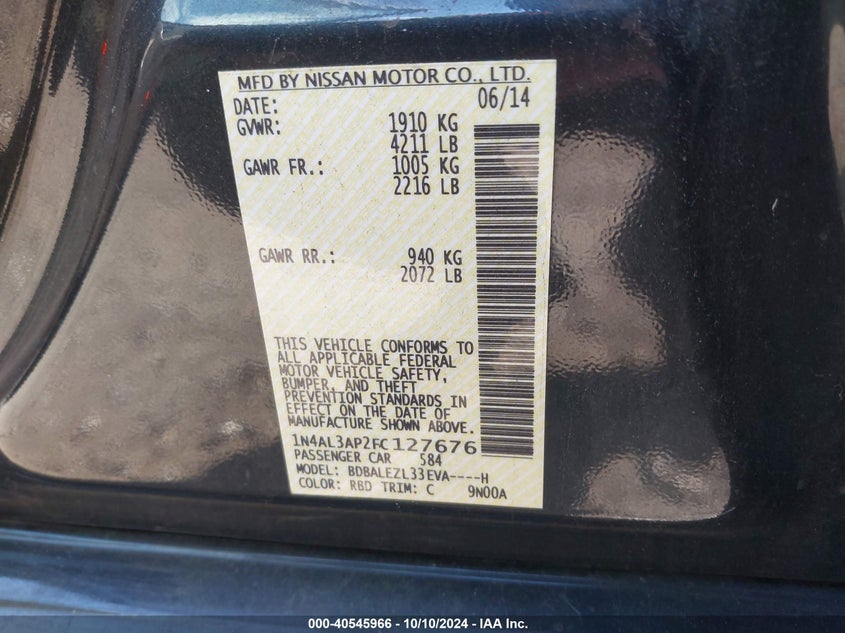 MFD BY NISSAN MOTOR CO., LTD.
DATE: 06/14
GVWR: 1910 KG
4211 LB
GAWR FR.: 1005 KG
2216 LB
GAWR RR.: 940 KG
2072 LB
THIS VEHICLE CONFORMS TO
ALL APPLICABLE FEDERAL
MOTOR VEHICLE SAFETY,
BUMPER, AND THEFT
PREVENTION STANDARDS IN
EFFECT ON THE DATE OF
MANUFACTURE SHOWN ABOVE.
1N4AL3AP2FC127676
PASSENGER CAR 584
MODEL: BDBALEZL33EVA----H
COLOR: RBD TRIM: C 9N00A
000-40545966 - 10/10/2024 - IAA Inc.